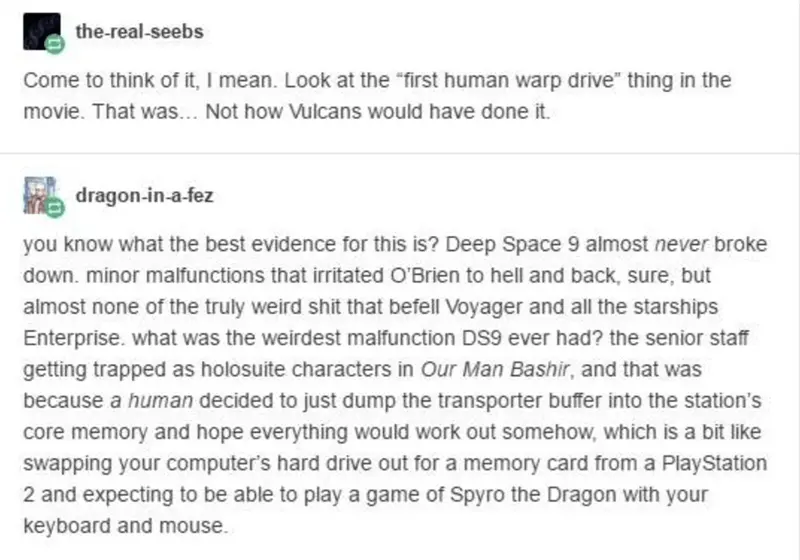 the-real-seebs
Come to think of it, I mean. Look at the “first human warp drive” thing in the
movie. That was... Not how Vulcans would have done it.
dragon-in-a-fez
you know what the best evidence for this is? Deep Space 9 almost never broke
down. minor malfunctions that irritated O'Brien to hell and back, sure, but
almost none of the truly weird shit that befell Voyager and all the starships
Enterprise. what was the weirdest malfunction DS9 ever had? the senior staff
getting trapped as holosuite characters in Our Man Bashir, and that was
because a human decided to just dump the transporter buffer into the station's
core memory and hope everything would work out somehow, which is a bit like
swapping your computer's hard drive out for a memory card from a PlayStation
2 and expecting to be able to play a game of Spyro the Dragon with your
keyboard and mouse.